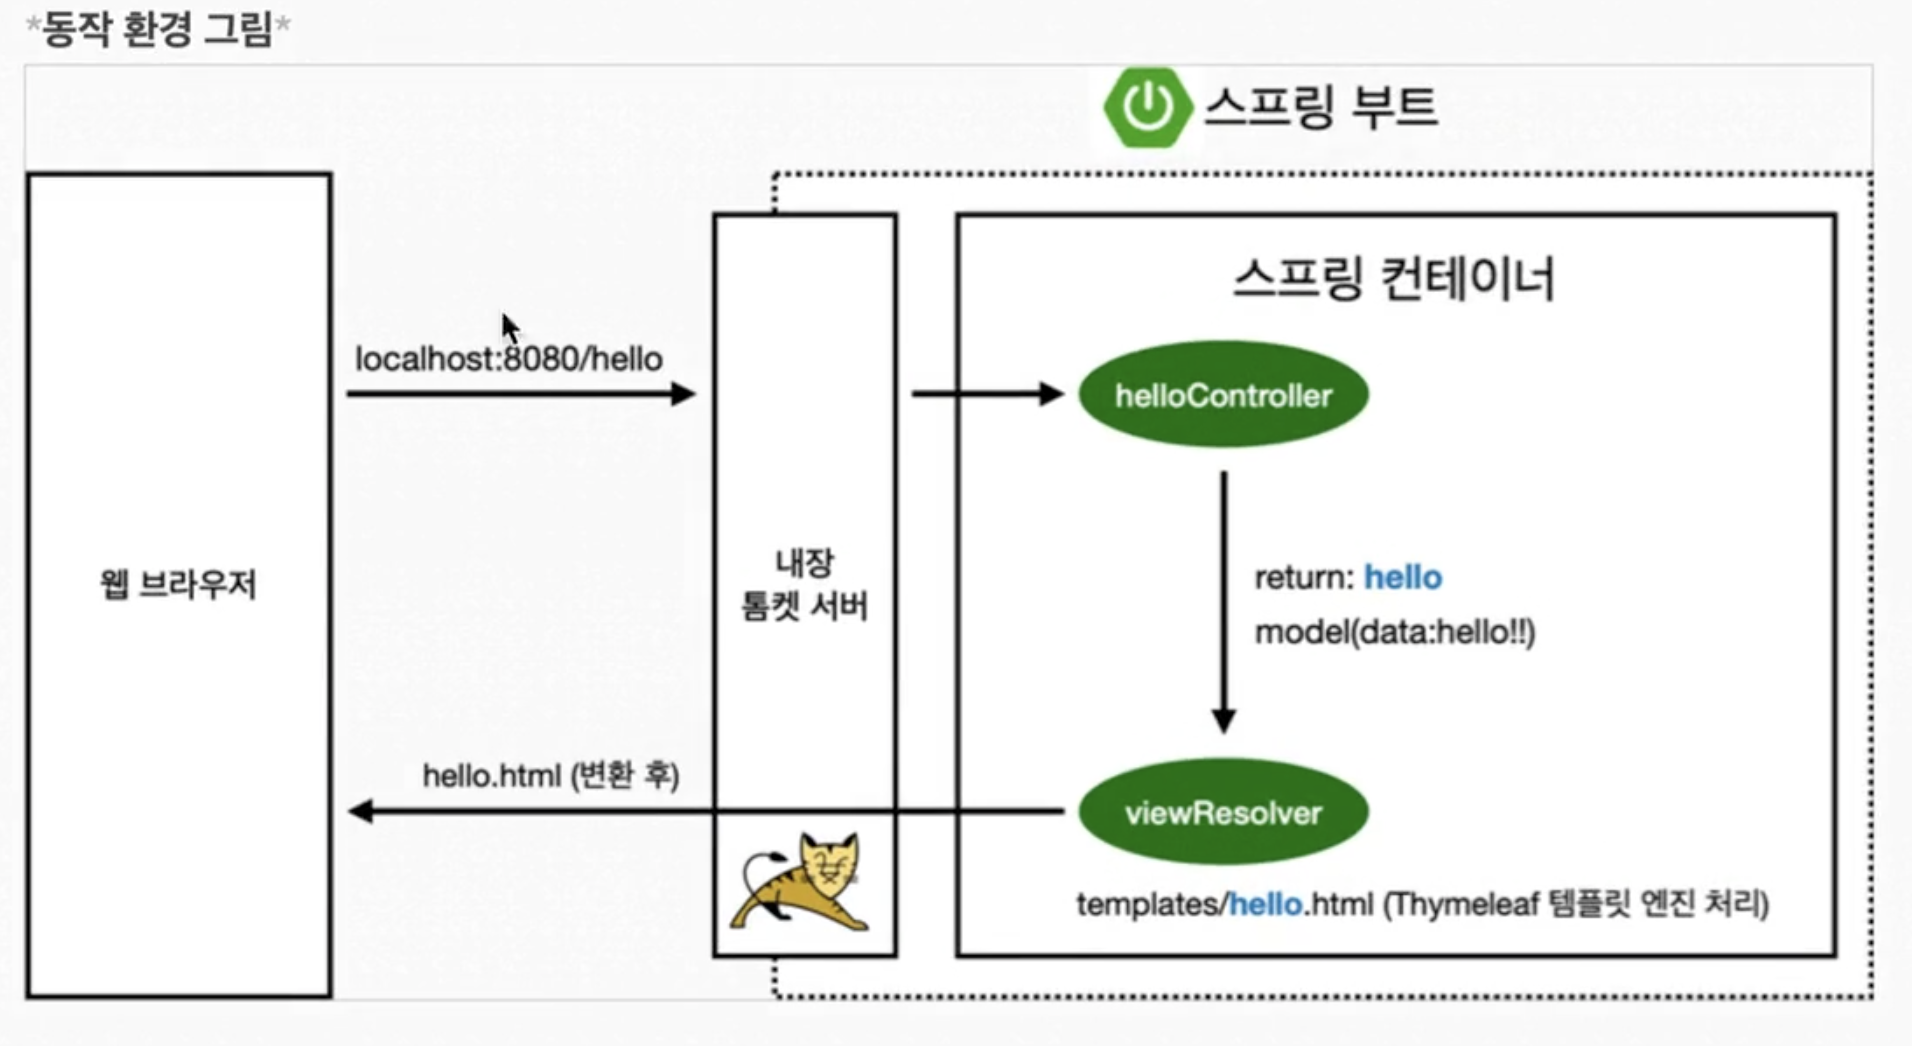 *동작 환경 그림*
스프링 부트
스프링 컨테이너
localhost:8080/hello
helloController
웹 브라우저
내장
톰켓 서버
return: hello
model(data:hello!!)
hello.html (변환 후)
viewResolver
templates/hello.html (Thymeleaf 템플릿 엔진 처리)